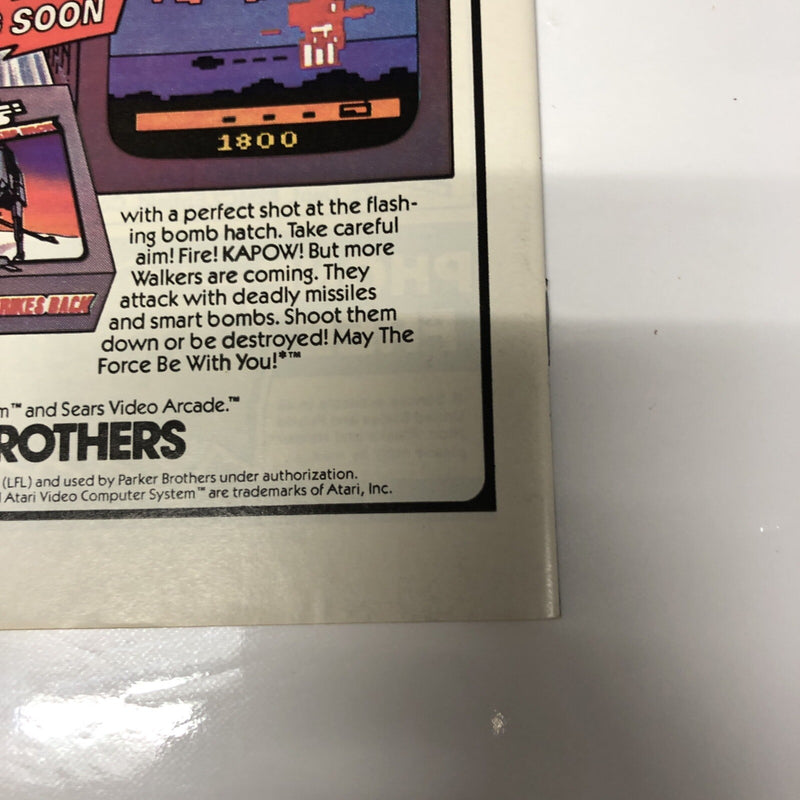 SOON
1800
with a perfect shot at the flash-
ing bomb hatch. Take careful
aim! Fire! KAPOW! But more
Walkers are coming. They
attack with deadly missiles
and smart bombs. Shoot them
down or be destroyed! May The
Force Be With You!*™
RIKES BACK
m™ and Sears Video Arcade.™
ROTHERS
(LFL) and used by Parker Brothers under authorization.
Atari Video Computer System™ are trademarks of Atari, Inc.